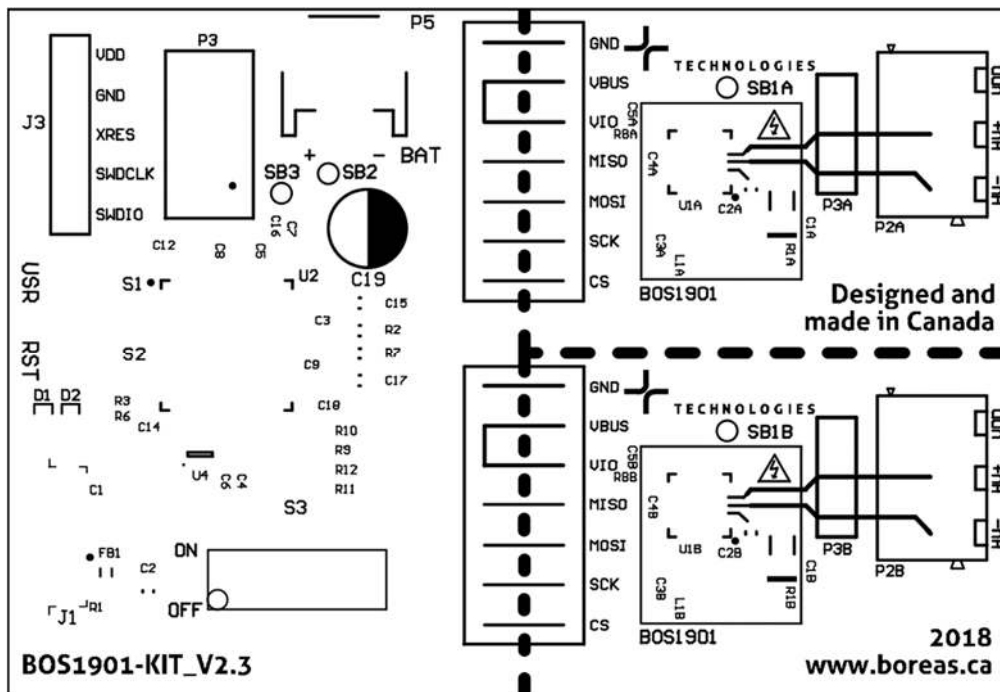 P5
P3
J3
VDD
GND
XRES
SWDCLK
SWDIO
+ − BAT
SB3
SB2
C16
C7
C12
C8
C5
C19
USR
S1
U2
C15
C3
R2
RST
S2
R7
C9
C17
D1 D2
R3
R6
C14
C18
R10
R9
R12
R11
U4
C6
C4
C1
S3
FB1
C2
ON
OFF
R1
J1
BOS1901-KIT_V2.3
GND
VBUS
VIO
MISO
MOSI
SCK
CS
TECHNOLOGIES
SB1A
C5A
R8A
C4A
U1A
C2A
C3A
L1A
R1A
C1A
P3A
P2A
+MA
-MA
BOS1901
Designed and
made in Canada
GND
VBUS
VIO
MISO
MOSI
SCK
CS
TECHNOLOGIES
SB1B
C5B
R8B
C4B
U1B
C2B
C3B
L1B
R1B
C1B
P3B
P2B
+MA
-MA
BOS1901
2018
www.boreas.ca